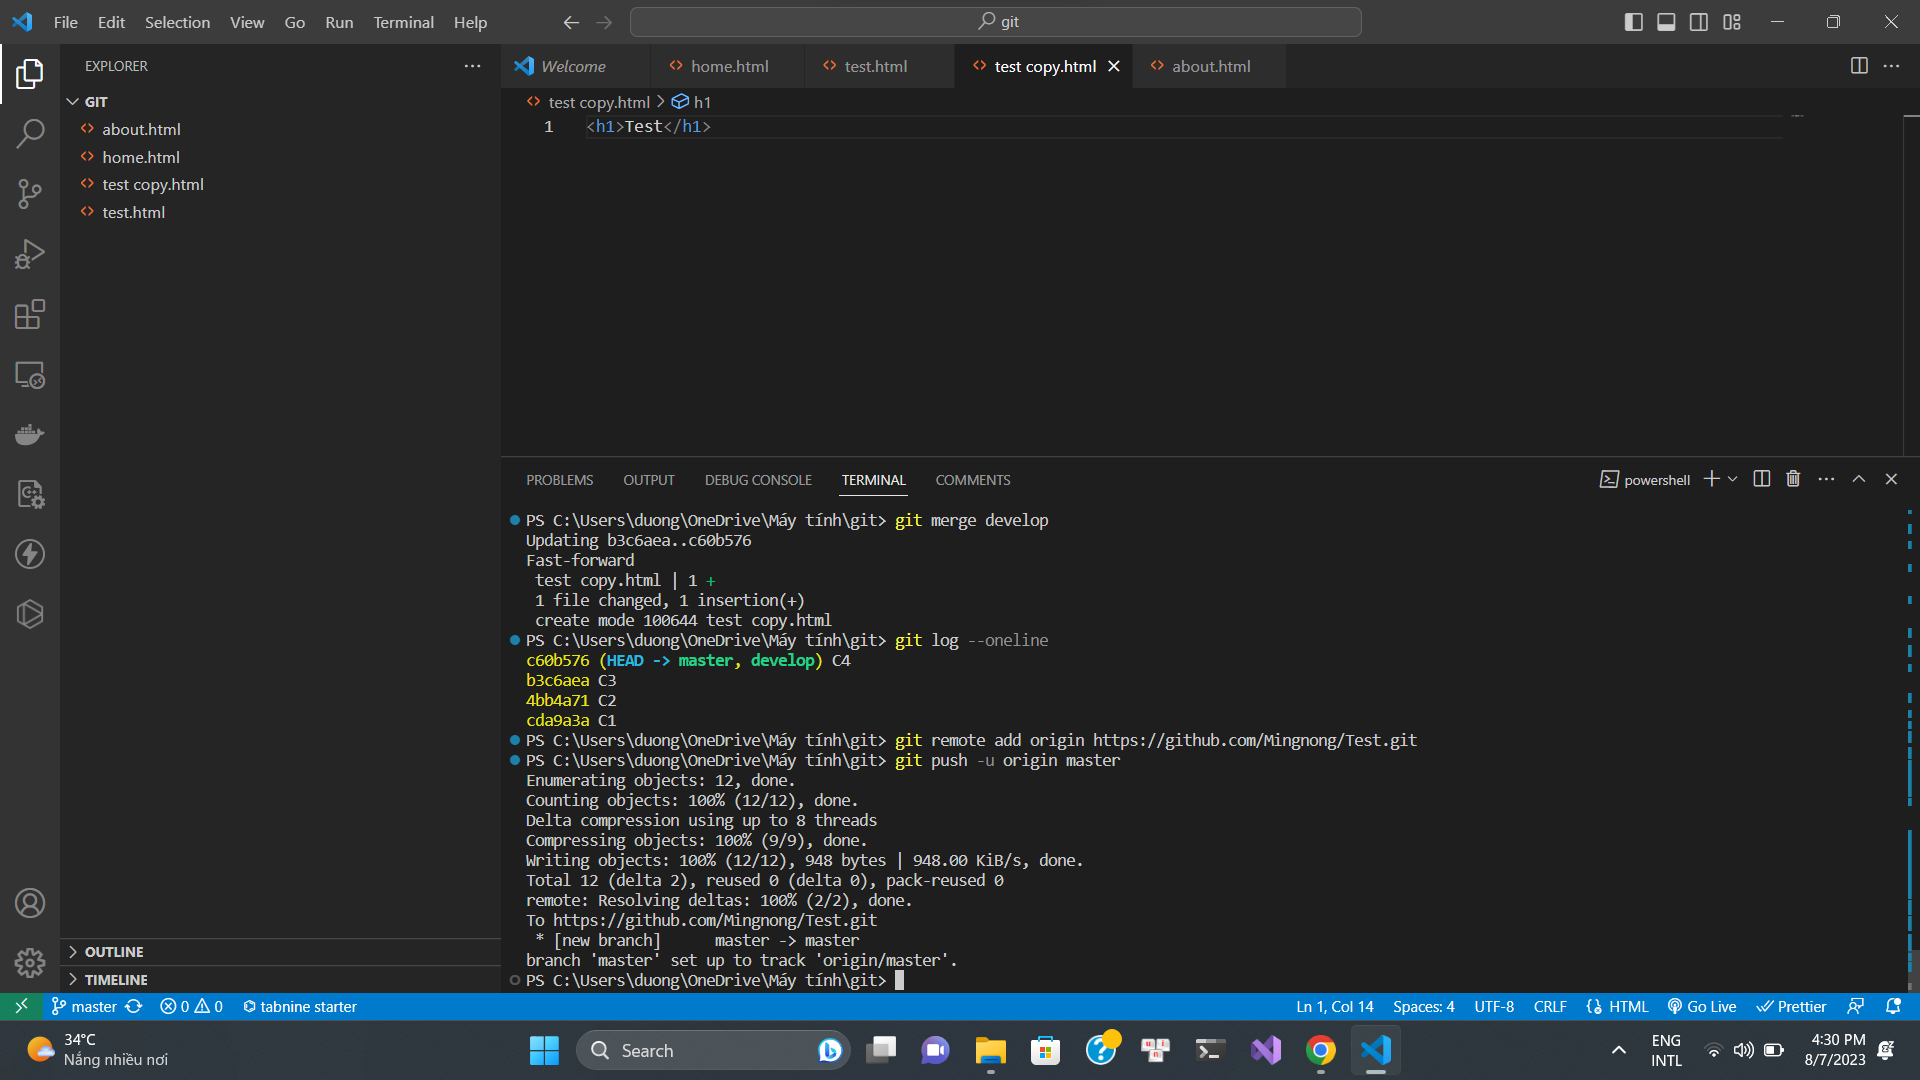 File Edit Selection View Go Run Terminal Help
git
EXPLORER
GIT
about.html
home.html
test copy.html
test.html
OUTLINE
TIMELINE
Welcome home.html test.html test copy.html about.html
test copy.html > h1
1 <h1>Test</h1>
PROBLEMS OUTPUT DEBUG CONSOLE TERMINAL COMMENTS
powershell
PS C:\Users\duong\OneDrive\Máy tính\git> git merge develop
Updating b3c6aea..c60b576
Fast-forward
test copy.html | 1 +
1 file changed, 1 insertion(+)
create mode 100644 test copy.html
PS C:\Users\duong\OneDrive\Máy tính\git> git log --oneline
c60b576 (HEAD -> master, develop) C4
b3c6aea C3
4bb4a71 C2
cda9a3a C1
PS C:\Users\duong\OneDrive\Máy tính\git> git remote add origin https://github.com/Mingnong/Test.git
PS C:\Users\duong\OneDrive\Máy tính\git> git push -u origin master
Enumerating objects: 12, done.
Counting objects: 100% (12/12), done.
Delta compression using up to 8 threads
Compressing objects: 100% (9/9), done.
Writing objects: 100% (12/12), 948 bytes | 948.00 KiB/s, done.
Total 12 (delta 2), reused 0 (delta 0), pack-reused 0
remote: Resolving deltas: 100% (2/2), done.
To https://github.com/Mingnong/Test.git
* [new branch]      master -> master
branch 'master' set up to track 'origin/master'.
PS C:\Users\duong\OneDrive\Máy tính\git>
master 0 0 tabnine starter Ln 1, Col 14 Spaces: 4 UTF-8 CRLF HTML Go Live Prettier
34°C
Nắng nhiều nơi
Search
ENG
INTL
4:30 PM
8/7/2023